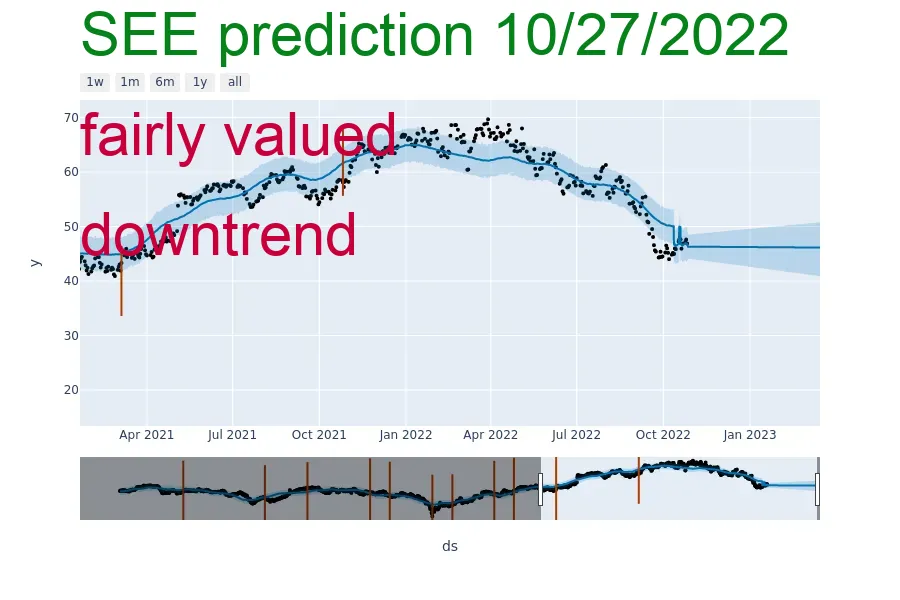 SEE prediction 10/27/2022
1w 1m 6m 1y all
fairly valued
downtrend
70
60
50
40
30
20
y
Apr 2021 Jul 2021 Oct 2021 Jan 2022 Apr 2022 Jul 2022 Oct 2022 Jan 2023
ds